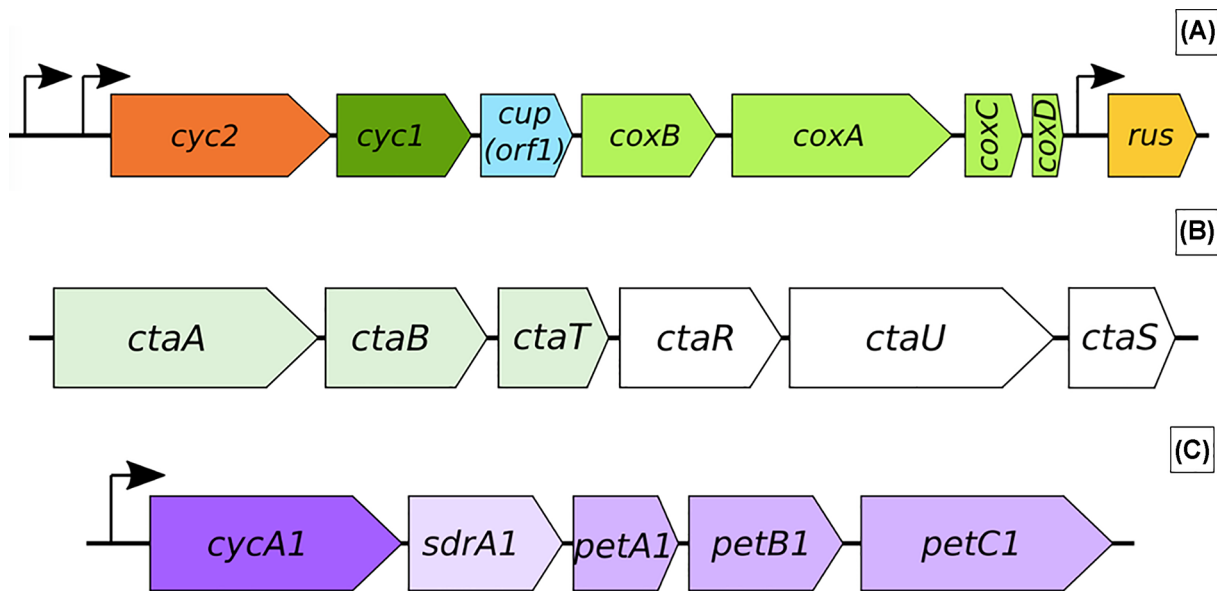 (A)
cyc2 cyc1 cup coxB coxA coxC coxD rus
(orf1)
(B)
ctaA ctaB ctaT ctaR ctaU ctaS
(C)
cycA1 sdrA1 petA1 petB1 petC1